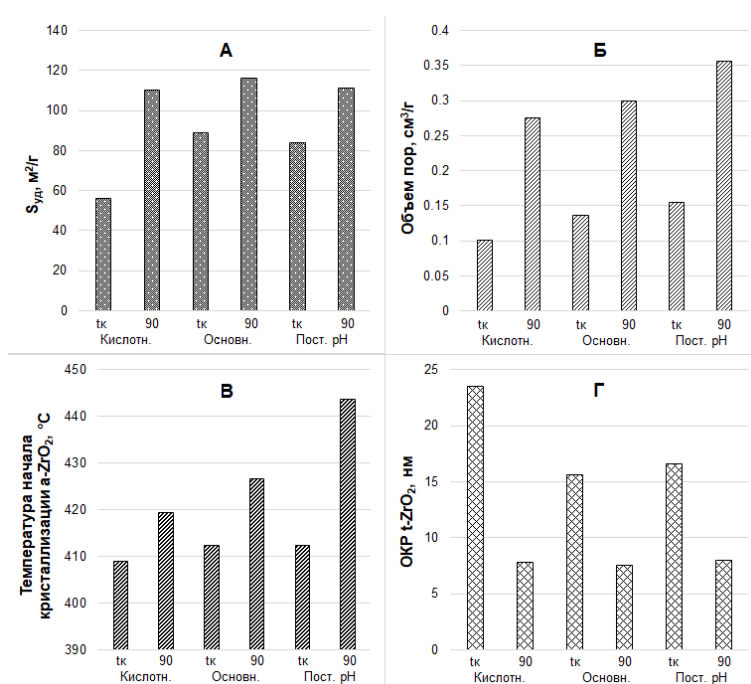 А
S уд, м²/г
140
120
100
80
60
40
20
0
tк 90 tк 90 tк 90
Кислотн. Основн. Пост. pH
Б
Объем пор, см³/г
0.4
0.35
0.3
0.25
0.2
0.15
0.1
0.05
0
tк 90 tк 90 tк 90
Кислотн. Основн. Пост. pH
В
Температура начала
кристаллизации a-ZrO₂, °C
450
440
430
420
410
400
390
tк 90 tк 90 tк 90
Кислотн. Основн. Пост. pH
Г
ОКР t-ZrO₂, нм
25
20
15
10
5
0
tк 90 tк 90 tк 90
Кислотн. Основн. Пост. pH